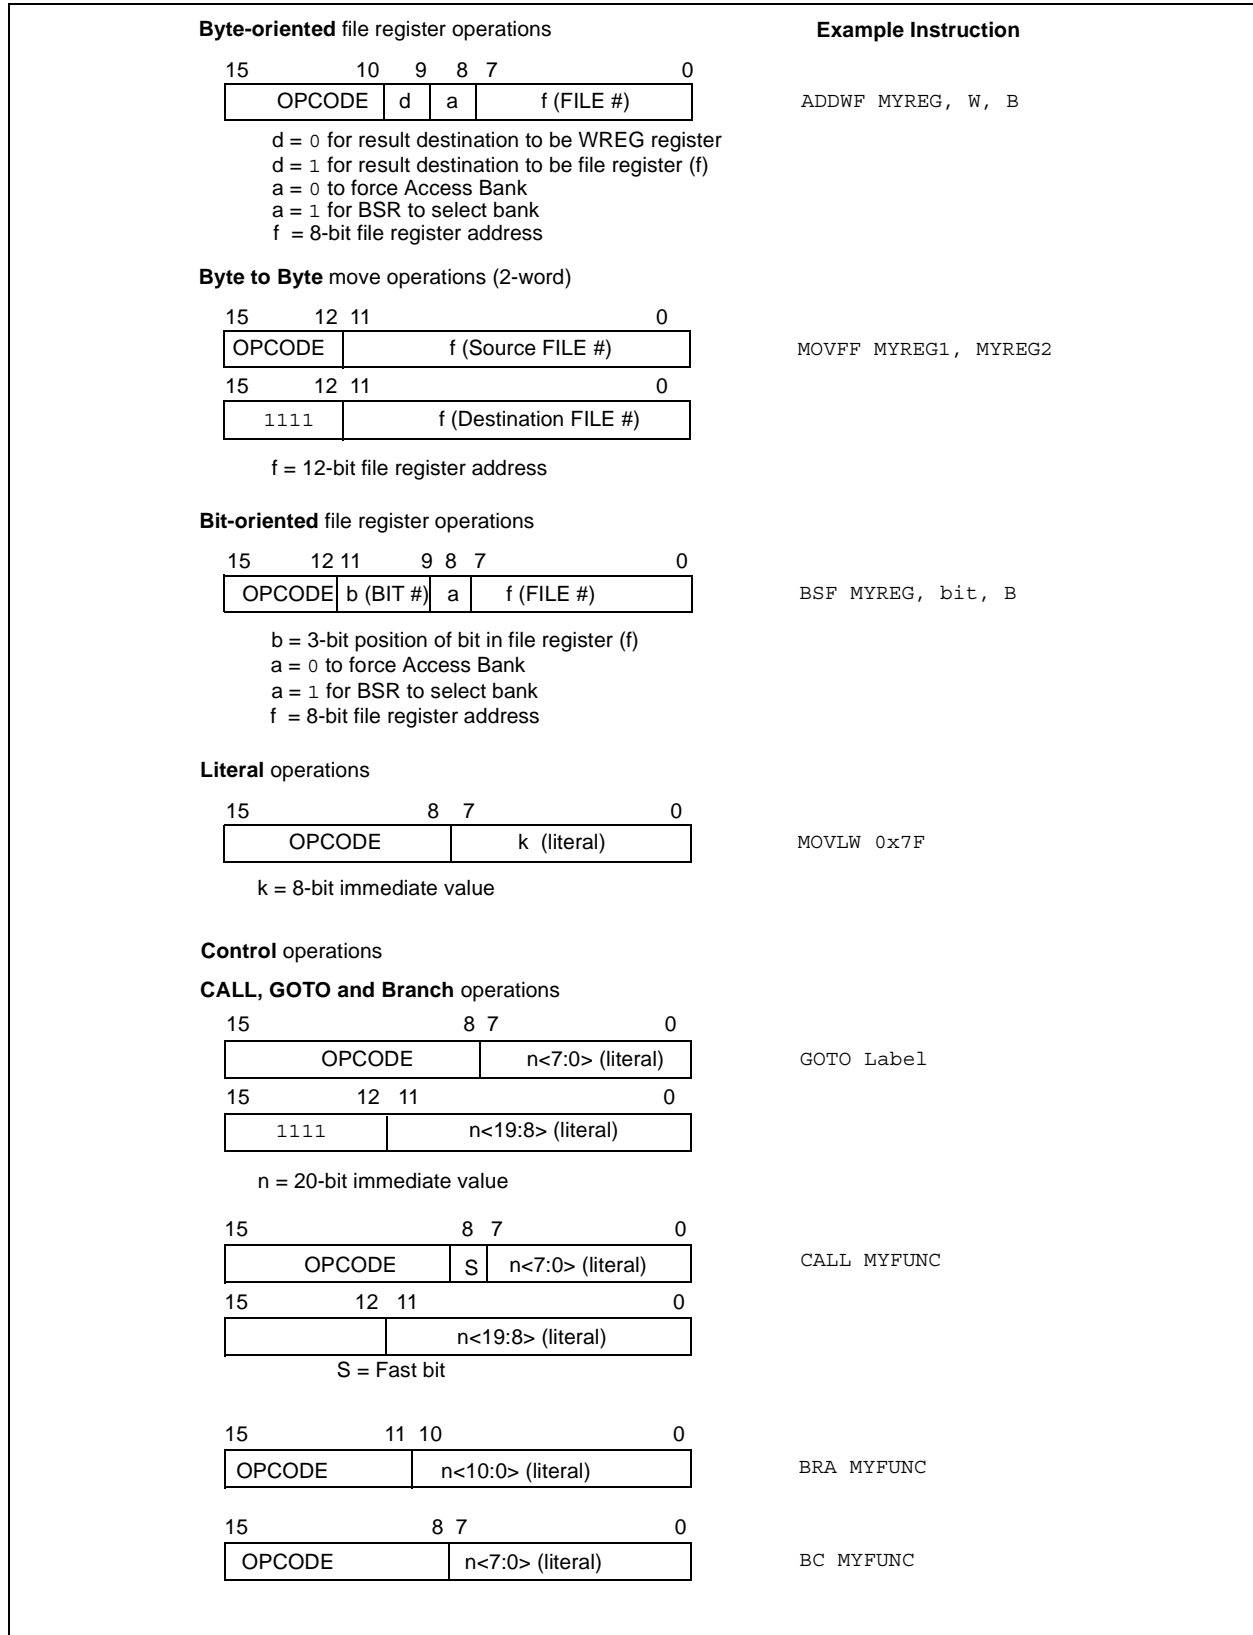 Byte-oriented file register operations Example Instruction
15 10 9 8 7 0
OPCODE d a f (FILE #) ADDWF MYREG, W, B
d = 0 for result destination to be WREG register
d = 1 for result destination to be file register (f)
a = 0 to force Access Bank
a = 1 for BSR to select bank
f = 8-bit file register address
Byte to Byte move operations (2-word)
15 12 11 0
OPCODE f (Source FILE #) MOVFF MYREG1, MYREG2
15 12 11 0
1111 f (Destination FILE #)
f = 12-bit file register address
Bit-oriented file register operations
15 12 11 9 8 7 0
OPCODE b (BIT #) a f (FILE #) BSF MYREG, bit, B
b = 3-bit position of bit in file register (f)
a = 0 to force Access Bank
a = 1 for BSR to select bank
f = 8-bit file register address
Literal operations
15 8 7 0
OPCODE k (literal) MOVLW 0x7F
k = 8-bit immediate value
Control operations
CALL, GOTO and Branch operations
15 8 7 0
OPCODE n<7:0> (literal) GOTO Label
15 12 11 0
1111 n<19:8> (literal)
n = 20-bit immediate value
15 8 7 0
OPCODE S n<7:0> (literal) CALL MYFUNC
15 12 11 0
n<19:8> (literal)
S = Fast bit
15 11 10 0
OPCODE n<10:0> (literal) BRA MYFUNC
15 8 7 0
OPCODE n<7:0> (literal) BC MYFUNC